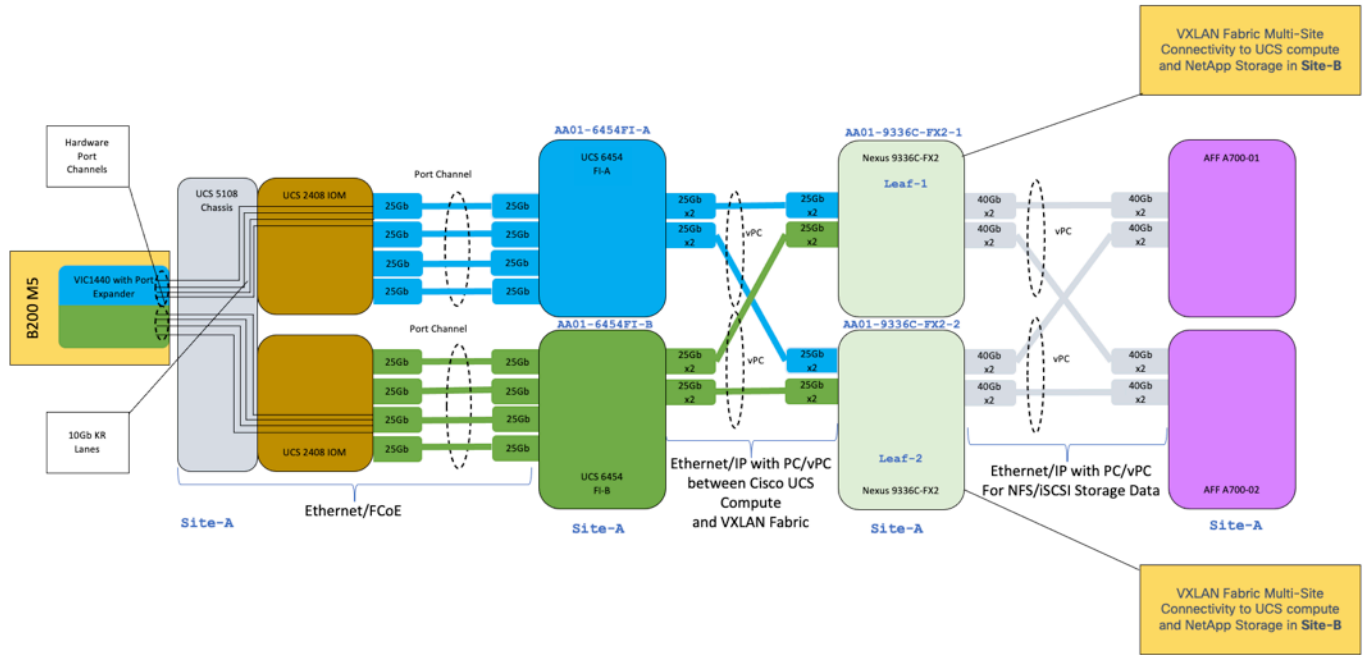 VXLAN Fabric Multi-Site
Connectivity to UCS compute
and NetApp Storage in Site-B
Hardware
Port
Channels
AA01-6454FI-A
AA01-9336C-FX2-1
UCS 6454
FI-A
Nexus 9336C-FX2
Leaf-1
AFF A700-01
Port Channel
UCS 5108
Chassis
UCS 2408 IOM
25Gb
25Gb
25Gb
25Gb
25Gb
25Gb
25Gb
25Gb
25Gb
x2
25Gb
x2
vPC
25Gb
x2
25Gb
x2
40Gb
x2
40Gb
x2
vPC
40Gb
x2
40Gb
x2
B200 M5
VIC1440 with Port
Expander
Port Channel
AA01-6454FI-B
AA01-9336C-FX2-2
25Gb
25Gb
25Gb
25Gb
25Gb
25Gb
25Gb
25Gb
25Gb
x2
25Gb
x2
vPC
25Gb
x2
25Gb
x2
40Gb
x2
40Gb
x2
vPC
40Gb
x2
40Gb
x2
10Gb KR
Lanes
UCS 2408 IOM
UCS 6454
FI-B
Leaf-2
Nexus 9336C-FX2
AFF A700-02
Ethernet/FCoE
Ethernet/IP with PC/vPC
between Cisco UCS
Compute
and VXLAN Fabric
Ethernet/IP with PC/vPC
For NFS/iSCSI Storage Data
Site-A
Site-A
Site-A
Site-A
VXLAN Fabric Multi-Site
Connectivity to UCS compute
and NetApp Storage in Site-B